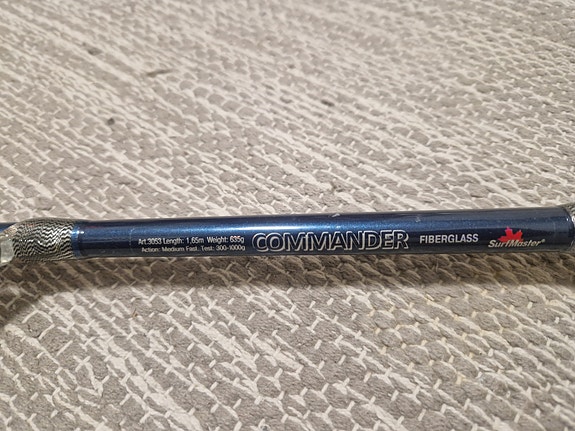 Art.3053 Length: 1,65m Weight: 635g
Action: Medium Fast. Test: 300-1000g
COMMANDER
FIBERGLASS
SurfMaster®